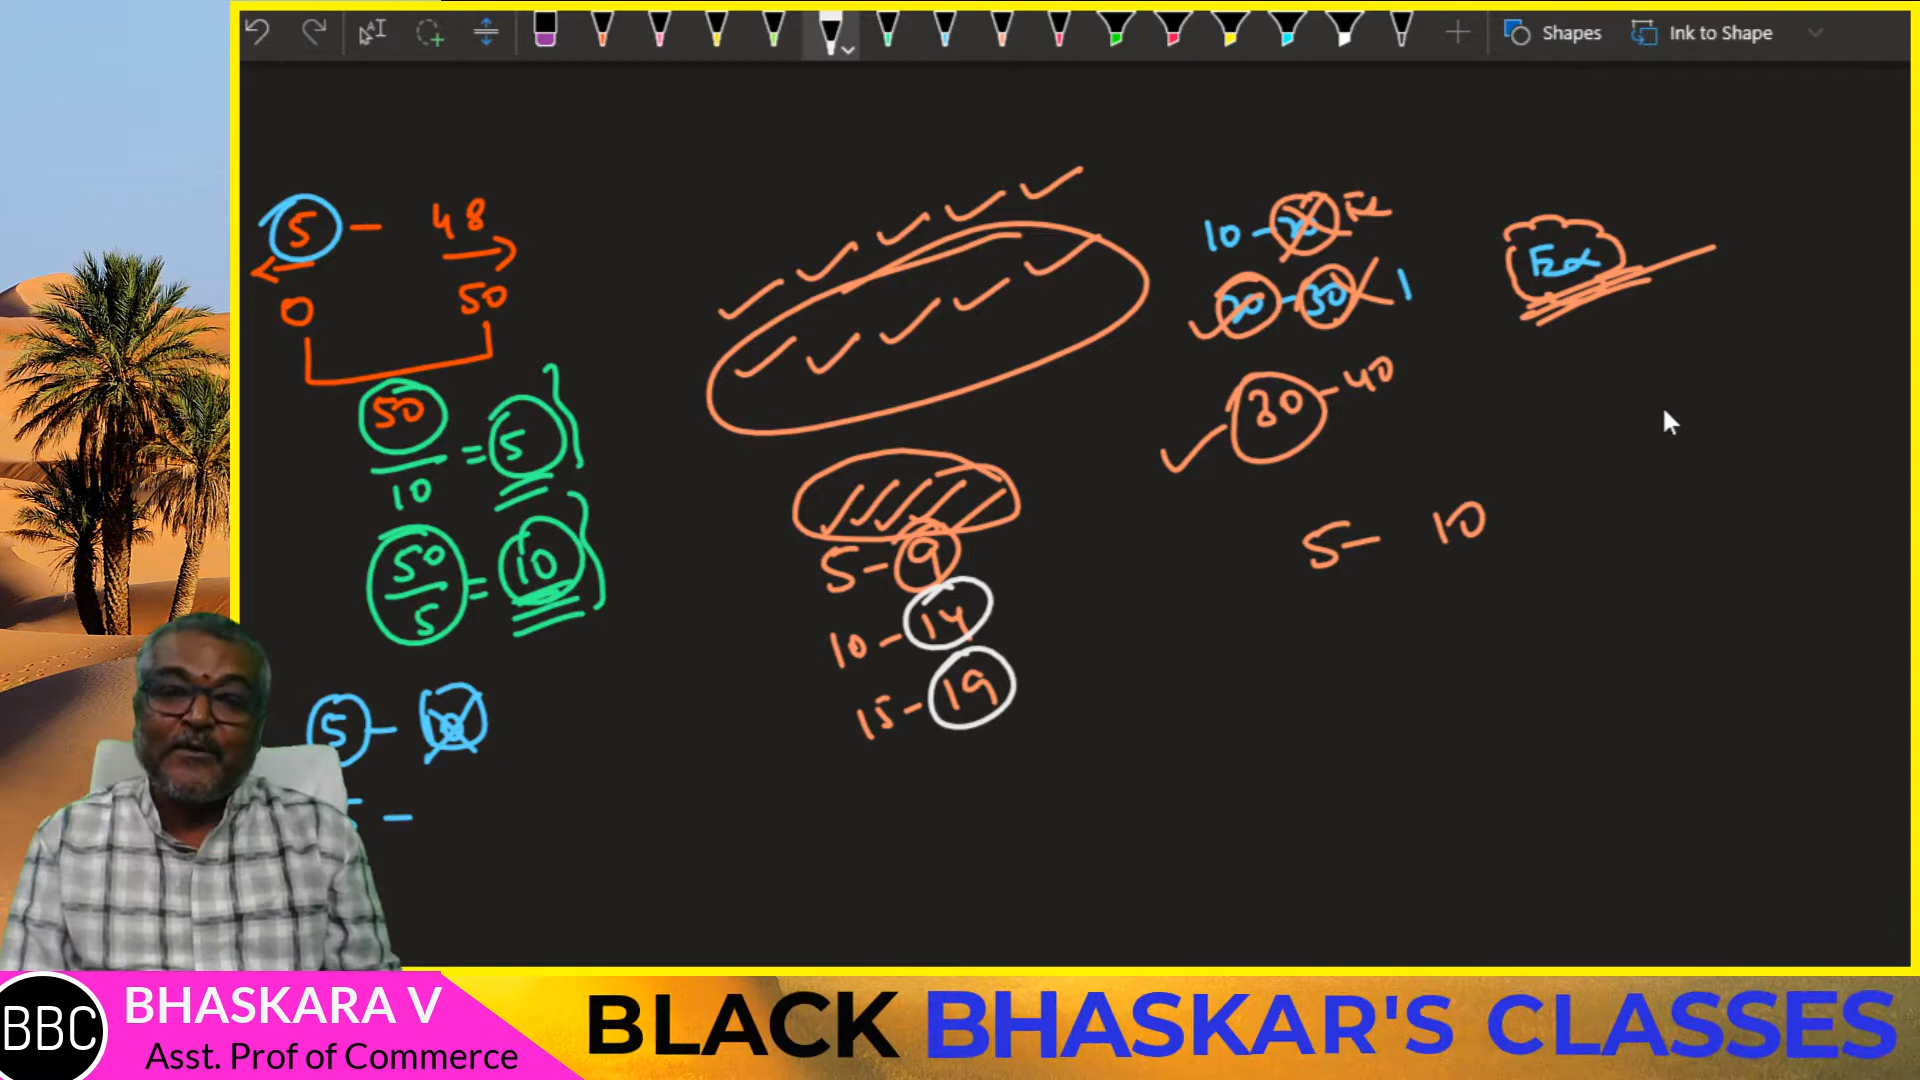 Shapes
Ink to Shape
5 - 48
0 50
50
10 = 5
50
5 = 10
5 -
-
5 - 9
10 - 14
15 - 19
10 - 20 Ex
20 - 30 1
30 - 40
Ex
5 - 10
BBC
BHASKARA V
Asst. Prof of Commerce
BLACK BHASKAR'S CLASSES